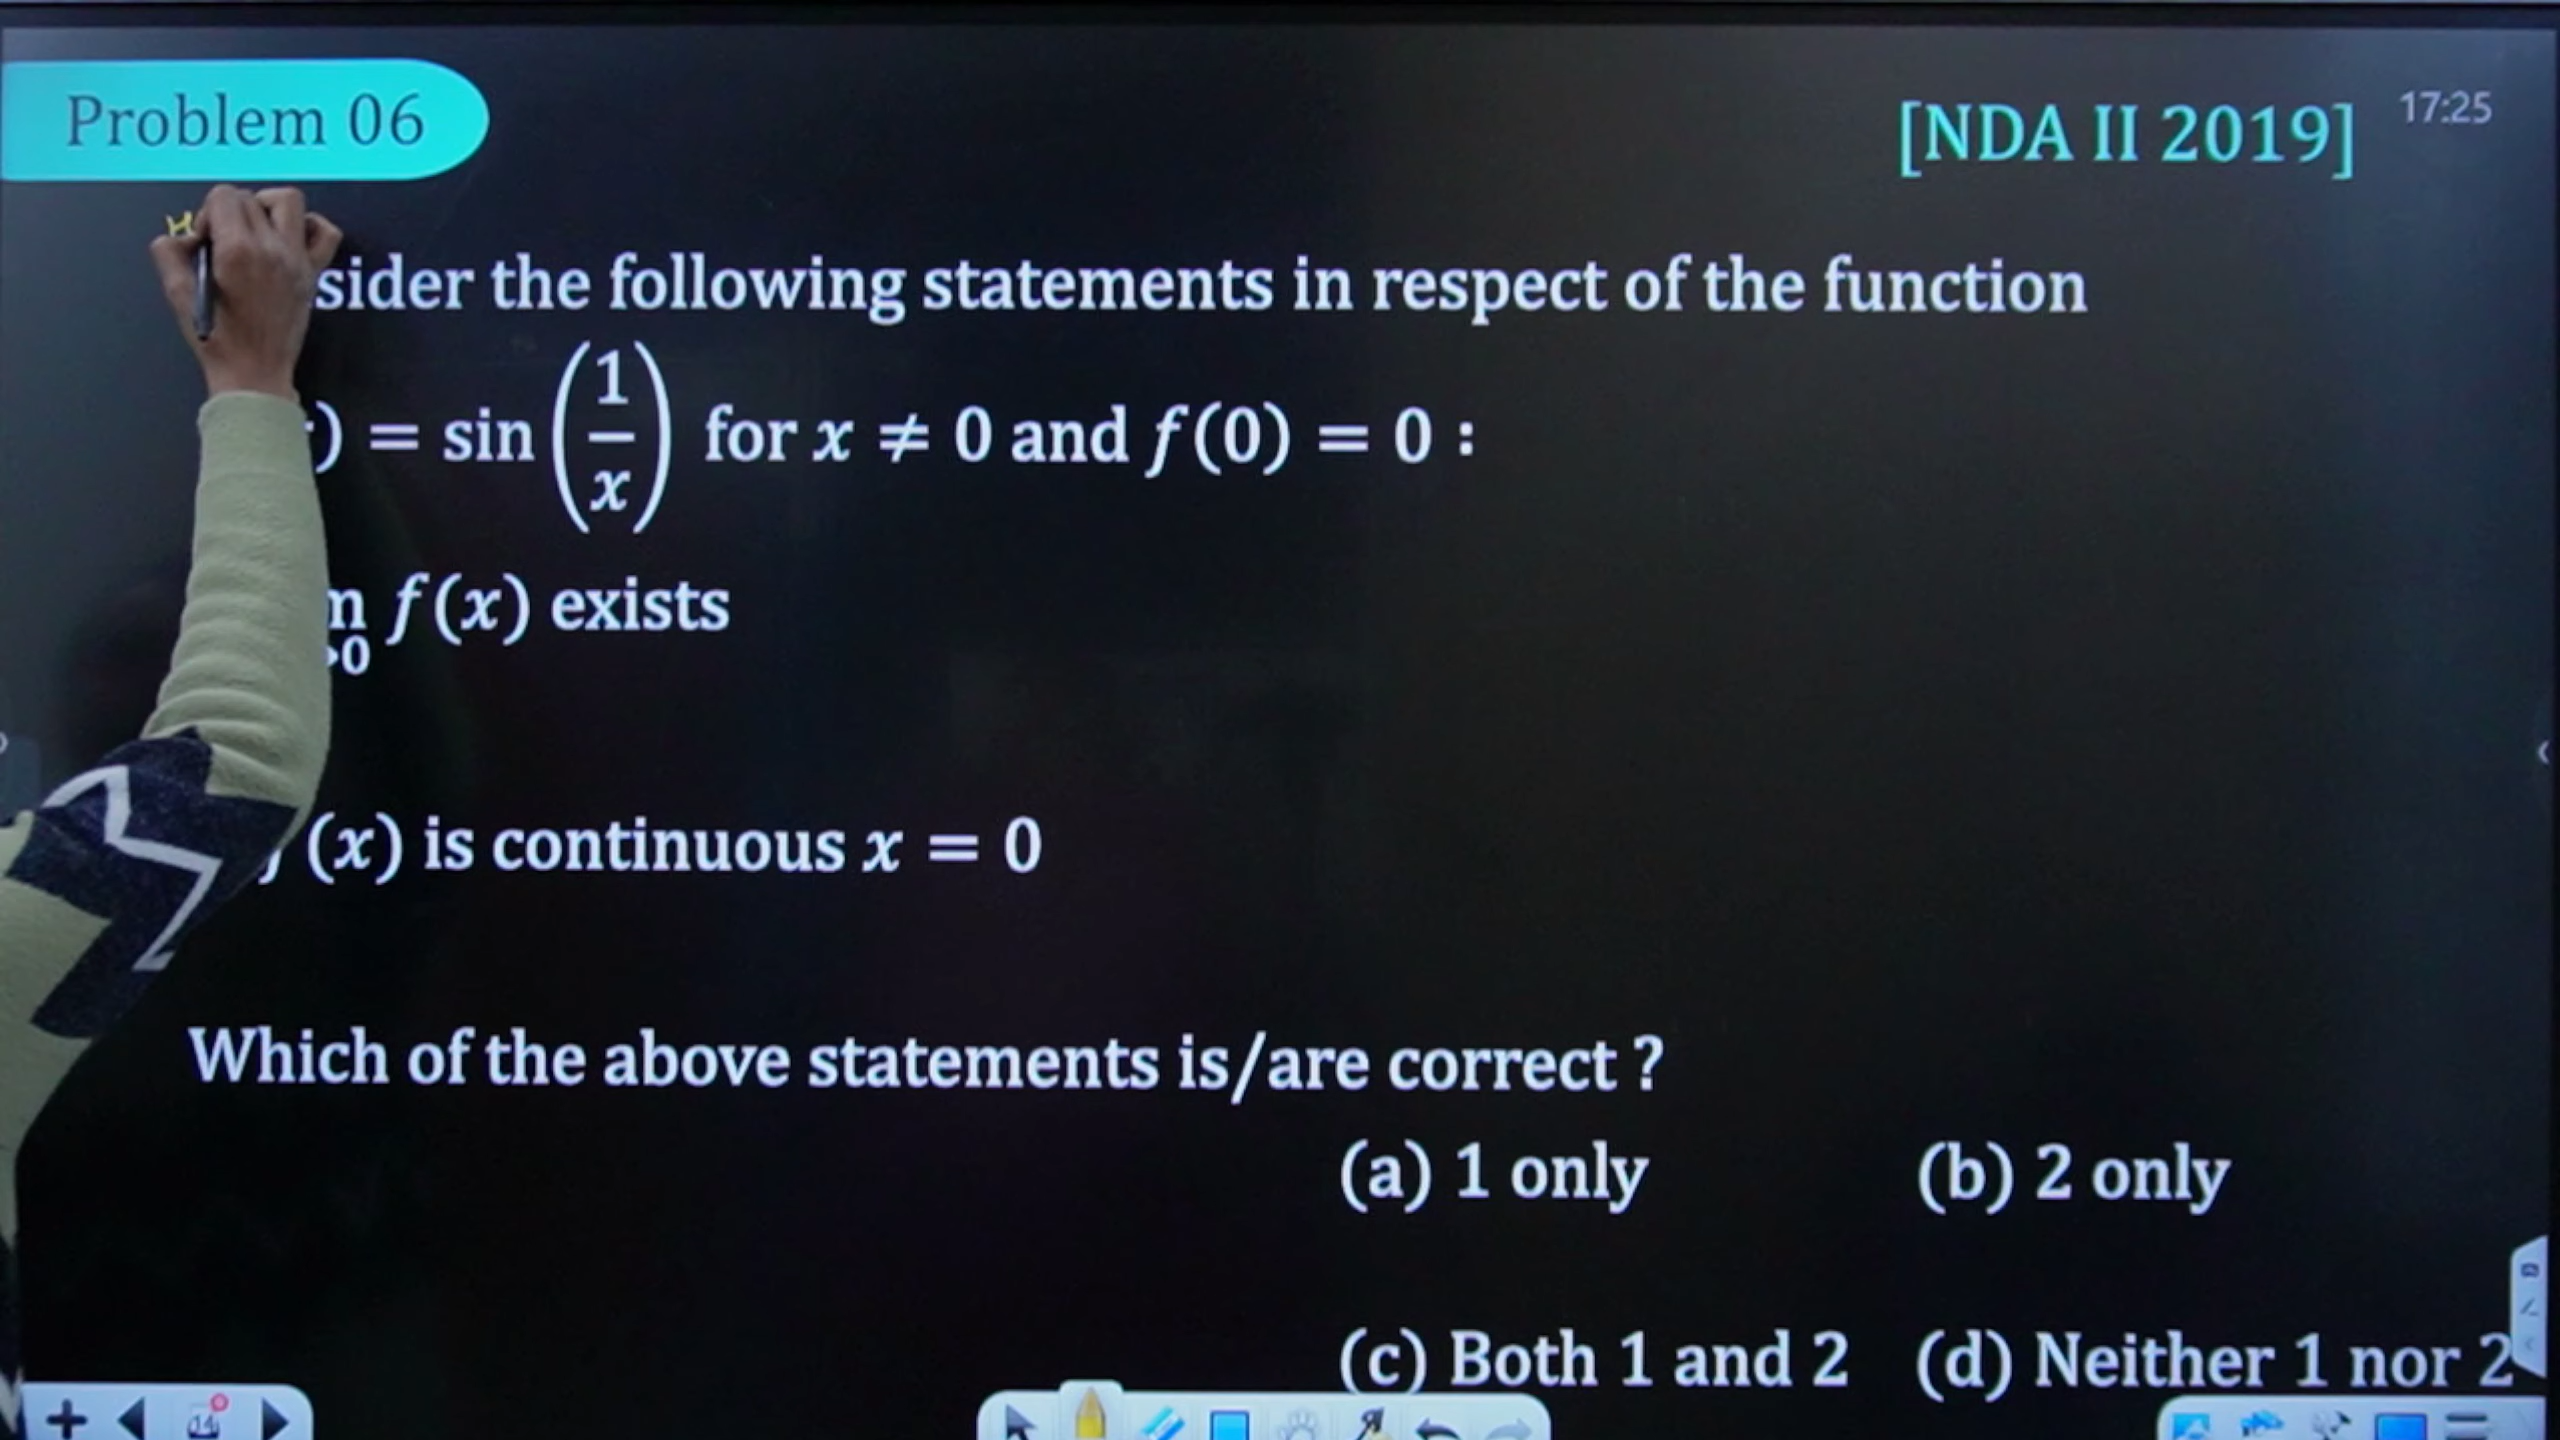 Problem 06
[NDA II 2019]
17:25
sider the following statements in respect of the function
) = sin(1/x) for x ≠ 0 and f(0) = 0 :
f(x) exists
0
f(x) is continuous x = 0
Which of the above statements is/are correct ?
(a) 1 only (b) 2 only
(c) Both 1 and 2 (d) Neither 1 nor 2
14